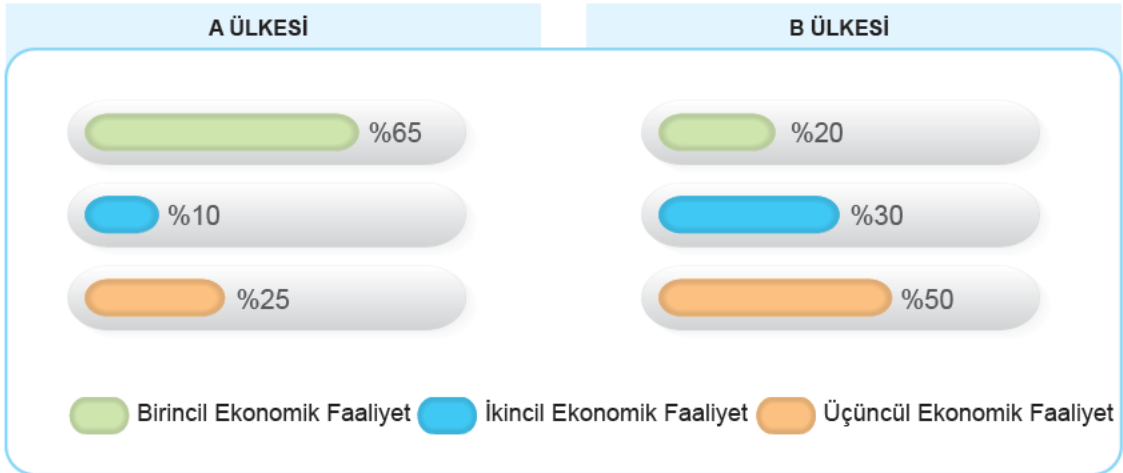 A ÜLKESİ
B ÜLKESİ
%65
%20
%10
%30
%25
%50
Birincil Ekonomik Faaliyet
İkincil Ekonomik Faaliyet
Üçüncül Ekonomik Faaliyet